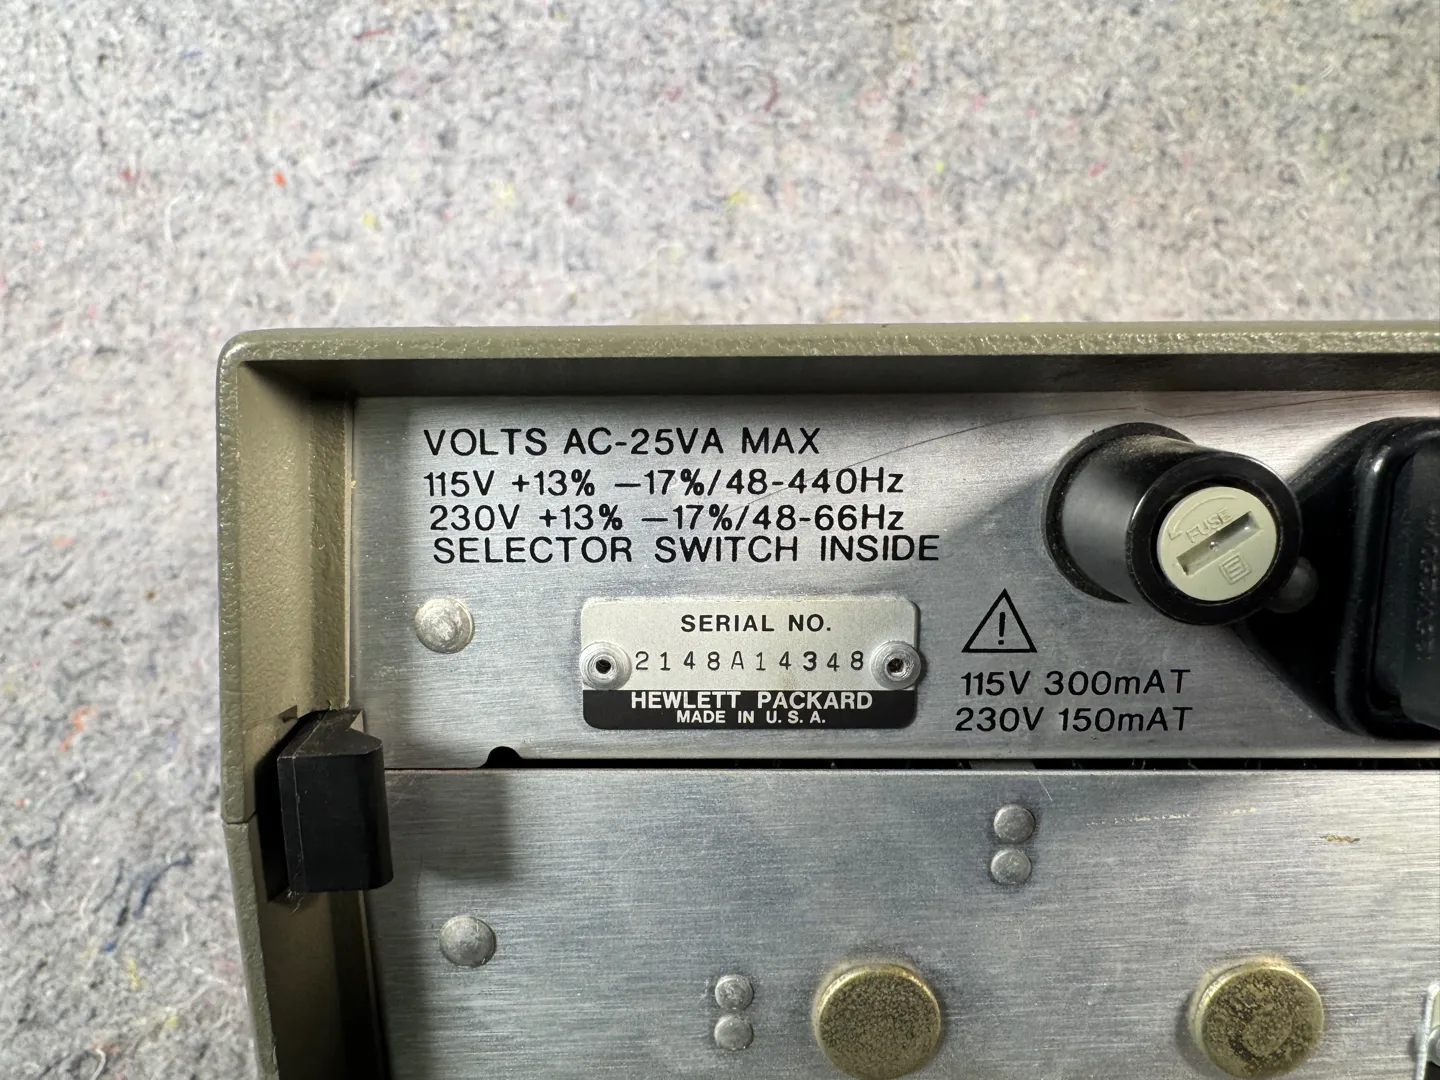 VOLTS AC-25VA MAX
115V +13% -17%/48-440Hz
230V +13% -17%/48-66Hz
SELECTOR SWITCH INSIDE
FUSE
SERIAL NO.
2148A14348
HEWLETT PACKARD
MADE IN U.S.A.
115V 300mAT
230V 150mAT